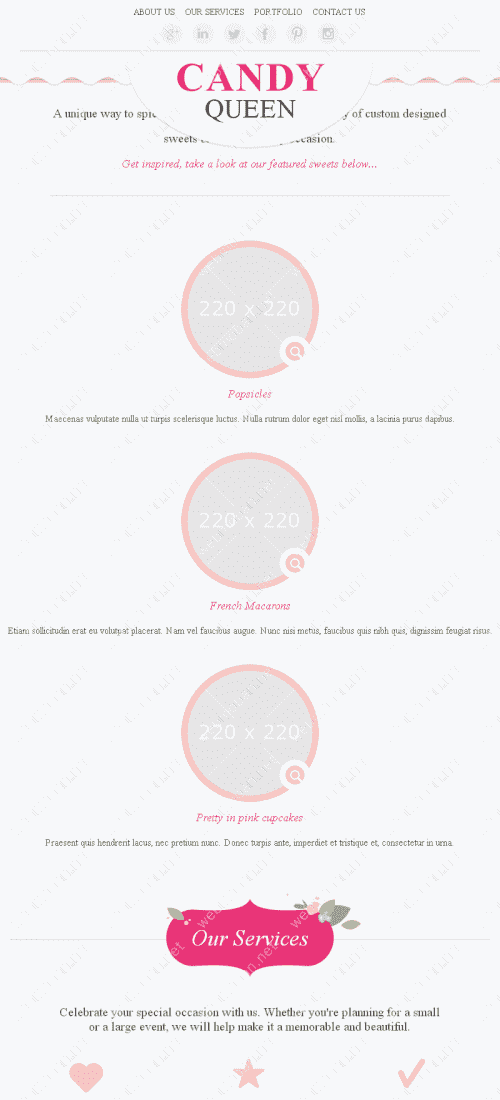 ABOUT US OUR SERVICES PORTFOLIO CONTACT US
CANDY
QUEEN
A unique way to y of custom designed
sweets
Get inspired, take a look at our featured sweets below...
220 x 220
Popsicles
Maecenas vulputate nulla ut turpis scelerisque luctus. Nulla rutrum dolor eget nisl mollis, a lacinia purus dapibus.
220 x 220
French Macarons
Etiam sollicitudin erat eu volutpat placerat. Nam vel faucibus augue. Nunc nisi metus, faucibus quis nibh quis, dignissim feugiat risus.
220 x 220
Pretty in pink cupcakes
Praesent quis hendrerit lacus, nec pretium nunc. Donec turpis ante, imperdiet et tristique et, consectetur in urna.
Our Services
Celebrate your special occasion with us. Whether you're planning for a small
or a large event, we will help make it a memorable and beautiful.